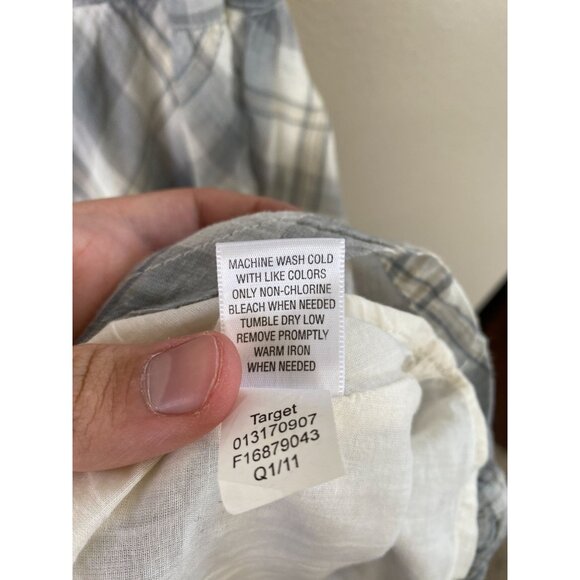 MACHINE WASH COLD
WITH LIKE COLORS
ONLY NON-CHLORINE
BLEACH WHEN NEEDED
TUMBLE DRY LOW
REMOVE PROMPTLY
WARM IRON
WHEN NEEDED
Target
013170907
F16879043
Q1/11